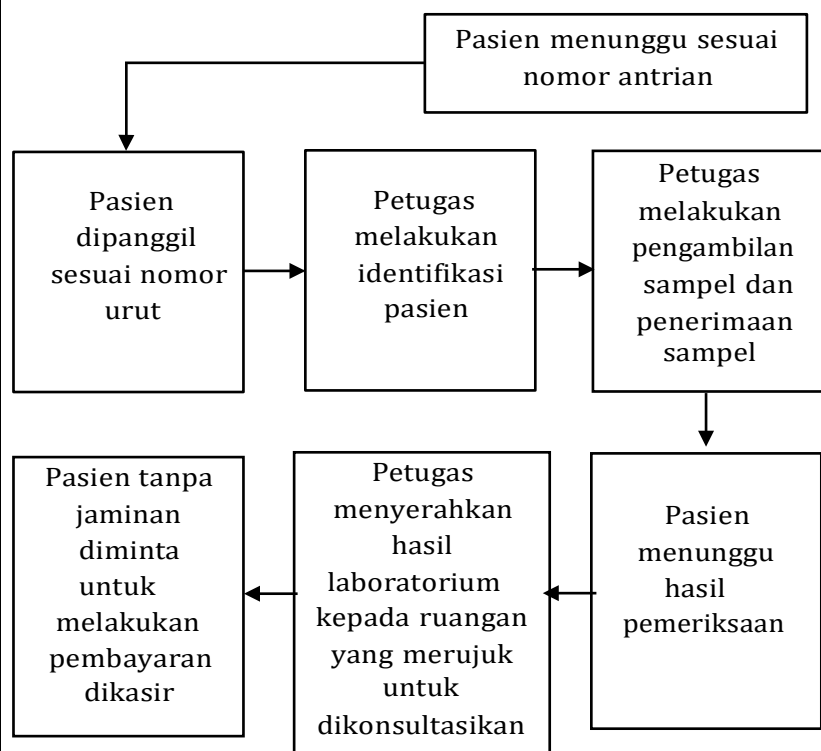 Pasien menunggu sesuai
nomor antrian
Pasien
dipanggil
sesuai nomor
urut
Petugas
melakukan
identifikasi
pasien
Petugas
melakukan
pengambilan
sampel dan
penerimaan
sampel
Pasien
menunggu
hasil
pemeriksaan
Petugas
menyerahkan
hasil
laboratorium
kepada ruangan
yang merujuk
untuk
dikonsultasikan
Pasien tanpa
jaminan
diminta
untuk
melakukan
pembayaran
dikasir